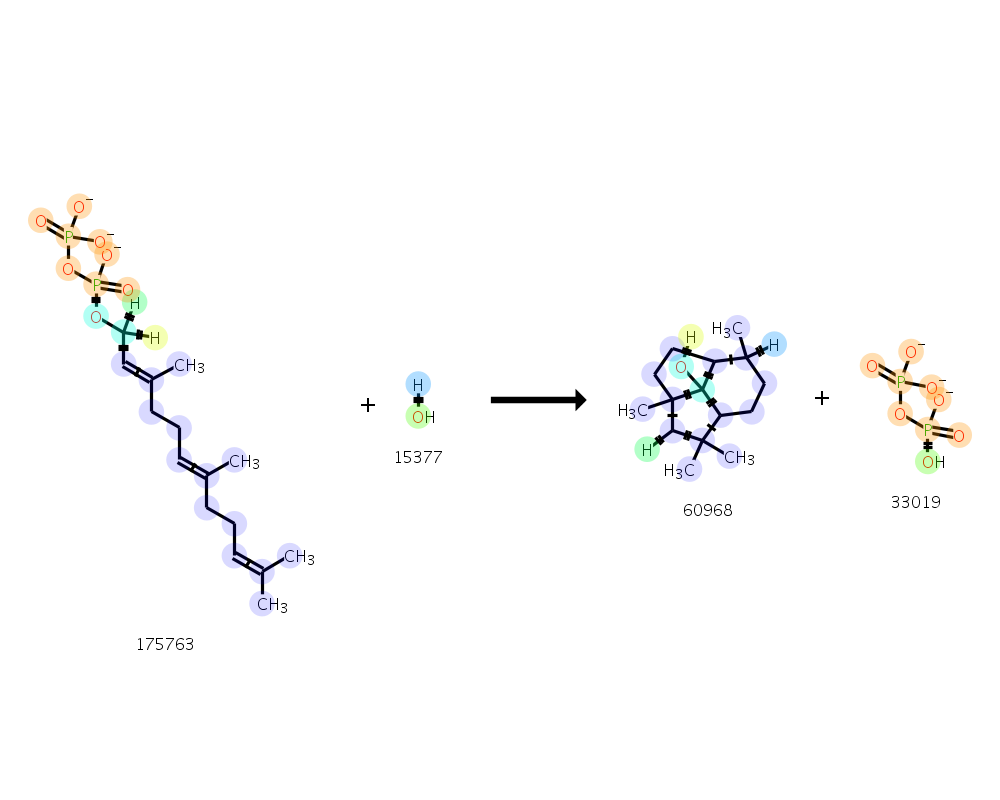 O⁻
O
P
O⁻
O⁻
O
P
O
H
O
H
CH₃
CH₃
CH₃
CH₃
175763
+
H
OH
15377
H₃C
H
H
O
H₃C
H
CH₃
H₃C
60968
+
O⁻
O
P
O⁻
O⁻
O
P
O
OH
33019